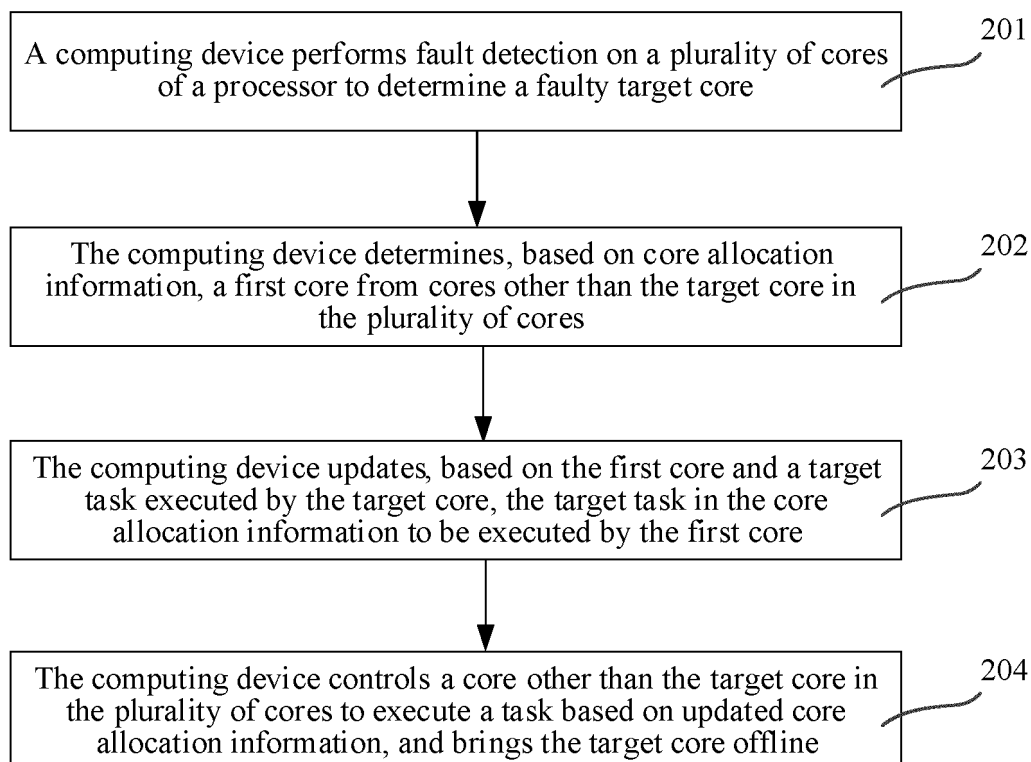 201
A computing device performs fault detection on a plurality of cores
of a processor to determine a faulty target core
202
The computing device determines, based on core allocation
information, a first core from cores other than the target core in
the plurality of cores
203
The computing device updates, based on the first core and a target
task executed by the target core, the target task in the core
allocation information to be executed by the first core
204
The computing device controls a core other than the target core in
the plurality of cores to execute a task based on updated core
allocation information, and brings the target core offline